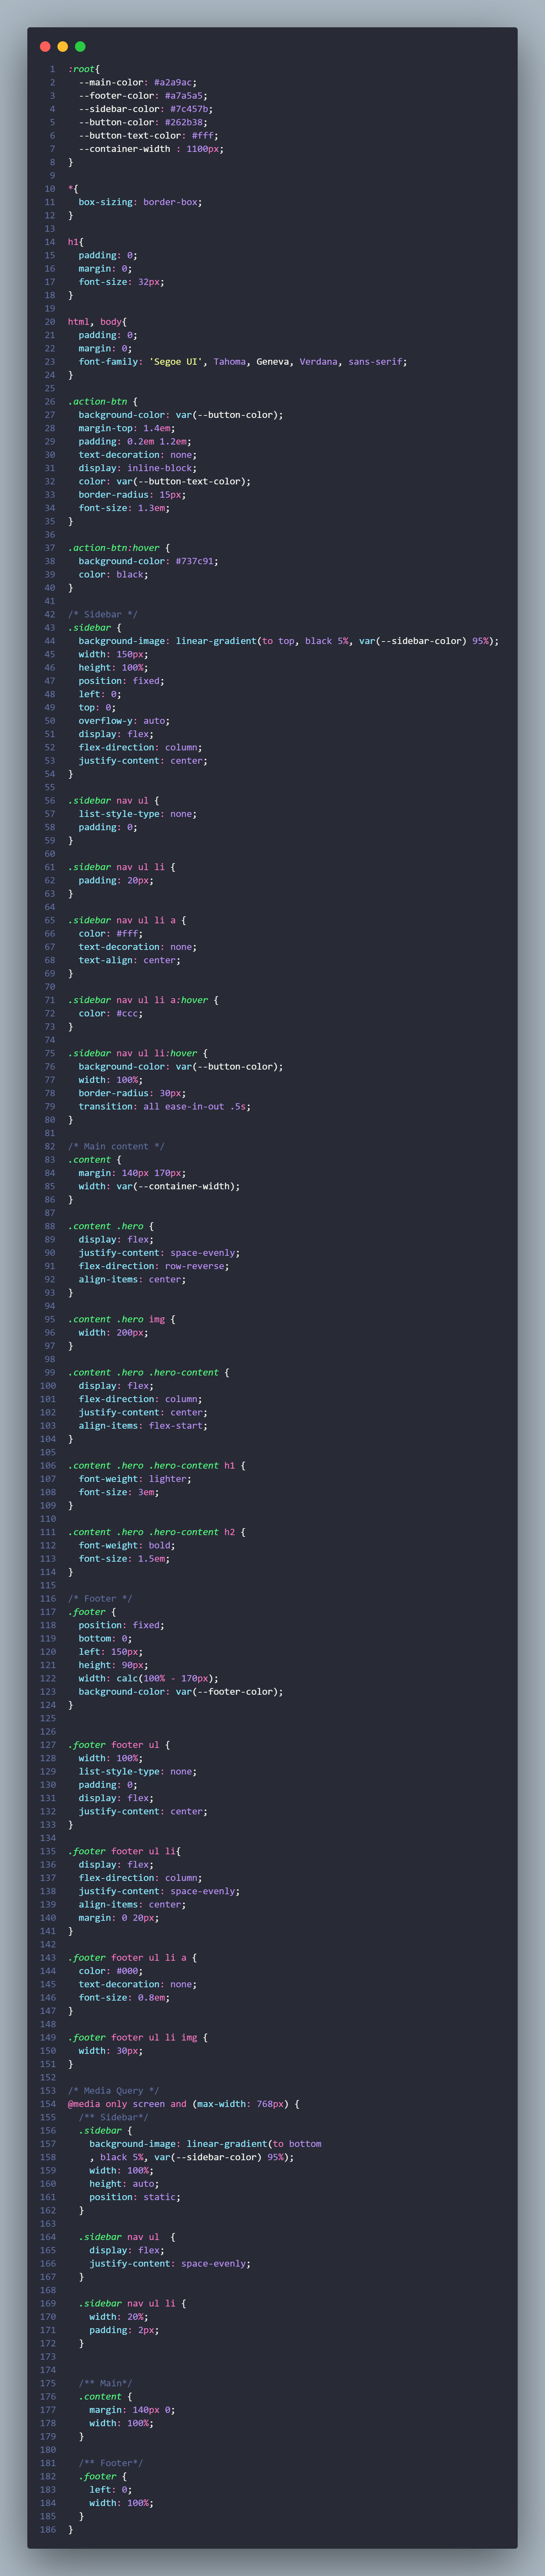 1 :root{
2   --main-color: #a2a9ac;
3   --footer-color: #a7a5a5;
4   --sidebar-color: #7c457b;
5   --button-color: #262b38;
6   --button-text-color: #fff;
7   --container-width : 1100px;
8 }
9
10 *{
11   box-sizing: border-box;
12 }
13
14 h1{
15   padding: 0;
16   margin: 0;
17   font-size: 32px;
18 }
19
20 html, body{
21   padding: 0;
22   margin: 0;
23   font-family: 'Segoe UI', Tahoma, Geneva, Verdana, sans-serif;
24 }
25
26 .action-btn {
27   background-color: var(--button-color);
28   margin-top: 1.4em;
29   padding: 0.2em 1.2em;
30   text-decoration: none;
31   display: inline-block;
32   color: var(--button-text-color);
33   border-radius: 15px;
34   font-size: 1.3em;
35 }
36
37 .action-btn:hover {
38   background-color: #737c91;
39   color: black;
40 }
41
42 /* Sidebar */
43 .sidebar {
44   background-image: linear-gradient(to top, black 5%, var(--sidebar-color) 95%);
45   width: 150px;
46   height: 100%;
47   position: fixed;
48   left: 0;
49   top: 0;
50   overflow-y: auto;
51   display: flex;
52   flex-direction: column;
53   justify-content: center;
54 }
55
56 .sidebar nav ul {
57   list-style-type: none;
58   padding: 0;
59 }
60
61 .sidebar nav ul li {
62   padding: 20px;
63 }
64
65 .sidebar nav ul li a {
66   color: #fff;
67   text-decoration: none;
68   text-align: center;
69 }
70
71 .sidebar nav ul li a:hover {
72   color: #ccc;
73 }
74
75 .sidebar nav ul li:hover {
76   background-color: var(--button-color);
77   width: 100%;
78   border-radius: 30px;
79   transition: all ease-in-out .5s;
80 }
81
82 /* Main content */
83 .content {
84   margin: 140px 170px;
85   width: var(--container-width);
86 }
87
88 .content .hero {
89   display: flex;
90   justify-content: space-evenly;
91   flex-direction: row-reverse;
92   align-items: center;
93 }
94
95 .content .hero img {
96   width: 200px;
97 }
98
99 .content .hero .hero-content {
100   display: flex;
101   flex-direction: column;
102   justify-content: center;
103   align-items: flex-start;
104 }
105
106 .content .hero .hero-content h1 {
107   font-weight: lighter;
108   font-size: 3em;
109 }
110
111 .content .hero .hero-content h2 {
112   font-weight: bold;
113   font-size: 1.5em;
114 }
115
116 /* Footer */
117 .footer {
118   position: fixed;
119   bottom: 0;
120   left: 150px;
121   height: 90px;
122   width: calc(100% - 170px);
123   background-color: var(--footer-color);
124 }
125
126
127 .footer footer ul {
128   width: 100%;
129   list-style-type: none;
130   padding: 0;
131   display: flex;
132   justify-content: center;
133 }
134
135 .footer footer ul li{
136   display: flex;
137   flex-direction: column;
138   justify-content: space-evenly;
139   align-items: center;
140   margin: 0 20px;
141 }
142
143 .footer footer ul li a {
144   color: #000;
145   text-decoration: none;
146   font-size: 0.8em;
147 }
148
149 .footer footer ul li img {
150   width: 30px;
151 }
152
153 /* Media Query */
154 @media only screen and (max-width: 768px) {
155   /** Sidebar*/
156   .sidebar {
157     background-image: linear-gradient(to bottom
158     , black 5%, var(--sidebar-color) 95%);
159     width: 100%;
160     height: auto;
161     position: static;
162   }
163
164   .sidebar nav ul  {
165     display: flex;
166     justify-content: space-evenly;
167   }
168
169   .sidebar nav ul li {
170     width: 20%;
171     padding: 2px;
172   }
173
174
175   /** Main*/
176   .content {
177     margin: 140px 0;
178     width: 100%;
179   }
180
181   /** Footer*/
182   .footer {
183     left: 0;
184     width: 100%;
185   }
186 }